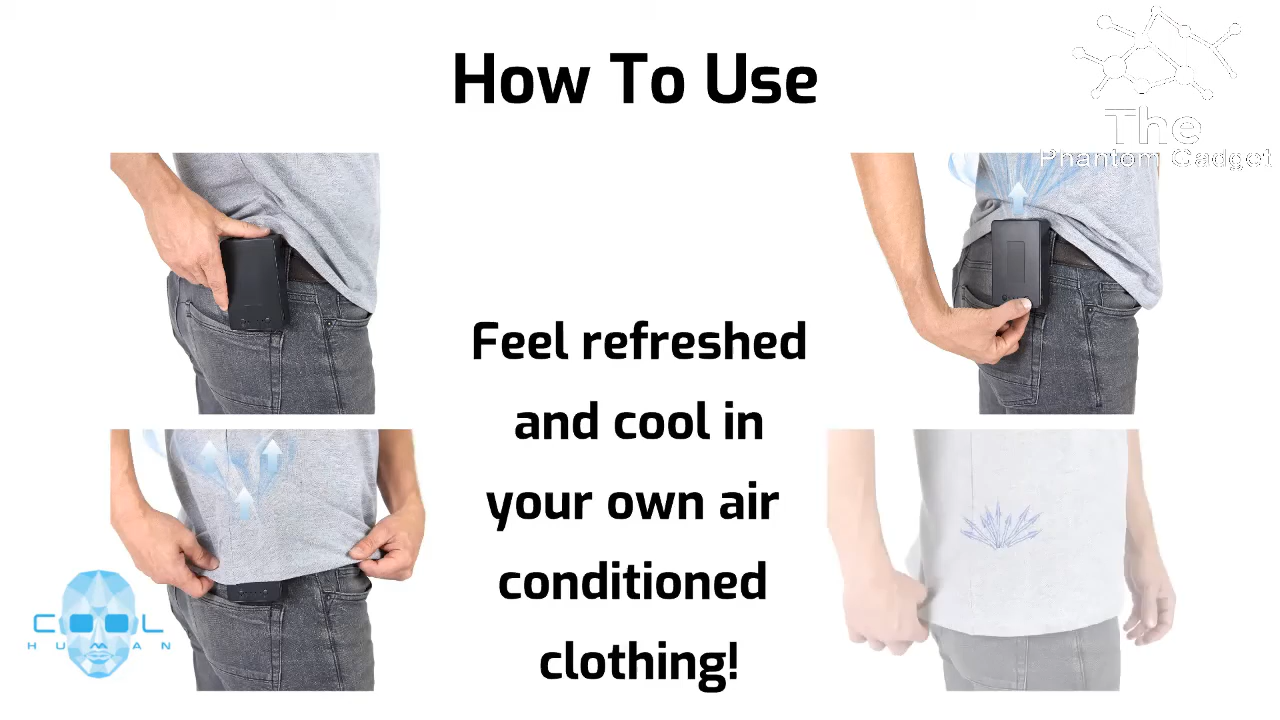 How To Use
The
Phantom Gadget
Feel refreshed
and cool in
your own air
conditioned
clothing!
COOL
HUMAN